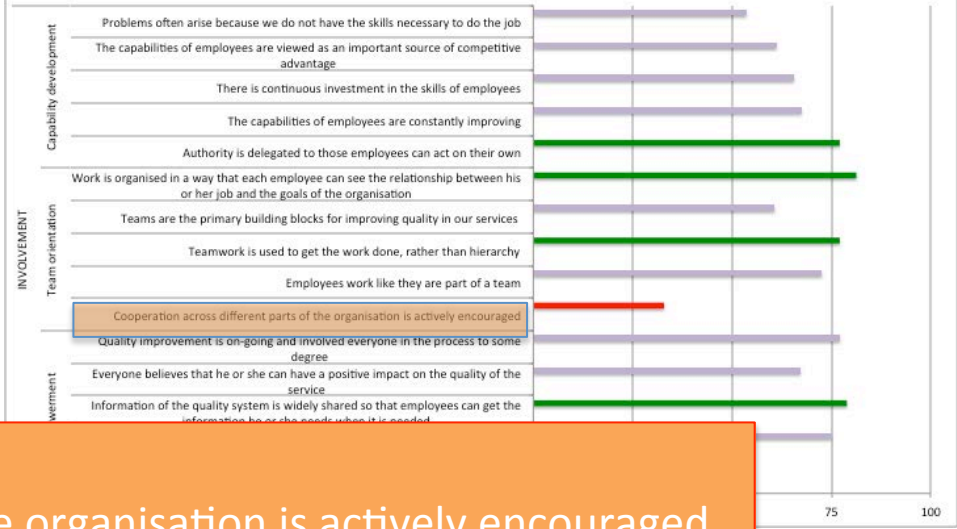 Capability development
Problems often arise because we do not have the skills necessary to do the job
The capabilities of employees are viewed as an important source of competitive
advantage
There is continuous investment in the skills of employees
The capabilities of employees are constantly improving
Authority is delegated to those employees can act on their own
INVOLVEMENT
Team orientation
Work is organised in a way that each employee can see the relationship between his
or her job and the goals of the organisation
Teams are the primary building blocks for improving quality in our services
Teamwork is used to get the work done, rather than hierarchy
Employees work like they are part of a team
Cooperation across different parts of the organisation is actively encouraged
Quality improvement is on-going and involved everyone in the process to some
degree
Everyone believes that he or she can have a positive impact on the quality of the
service
Information of the quality system is widely shared so that employees can get the
information he or she needs when it is needed
75 100
organisation is actively encouraged